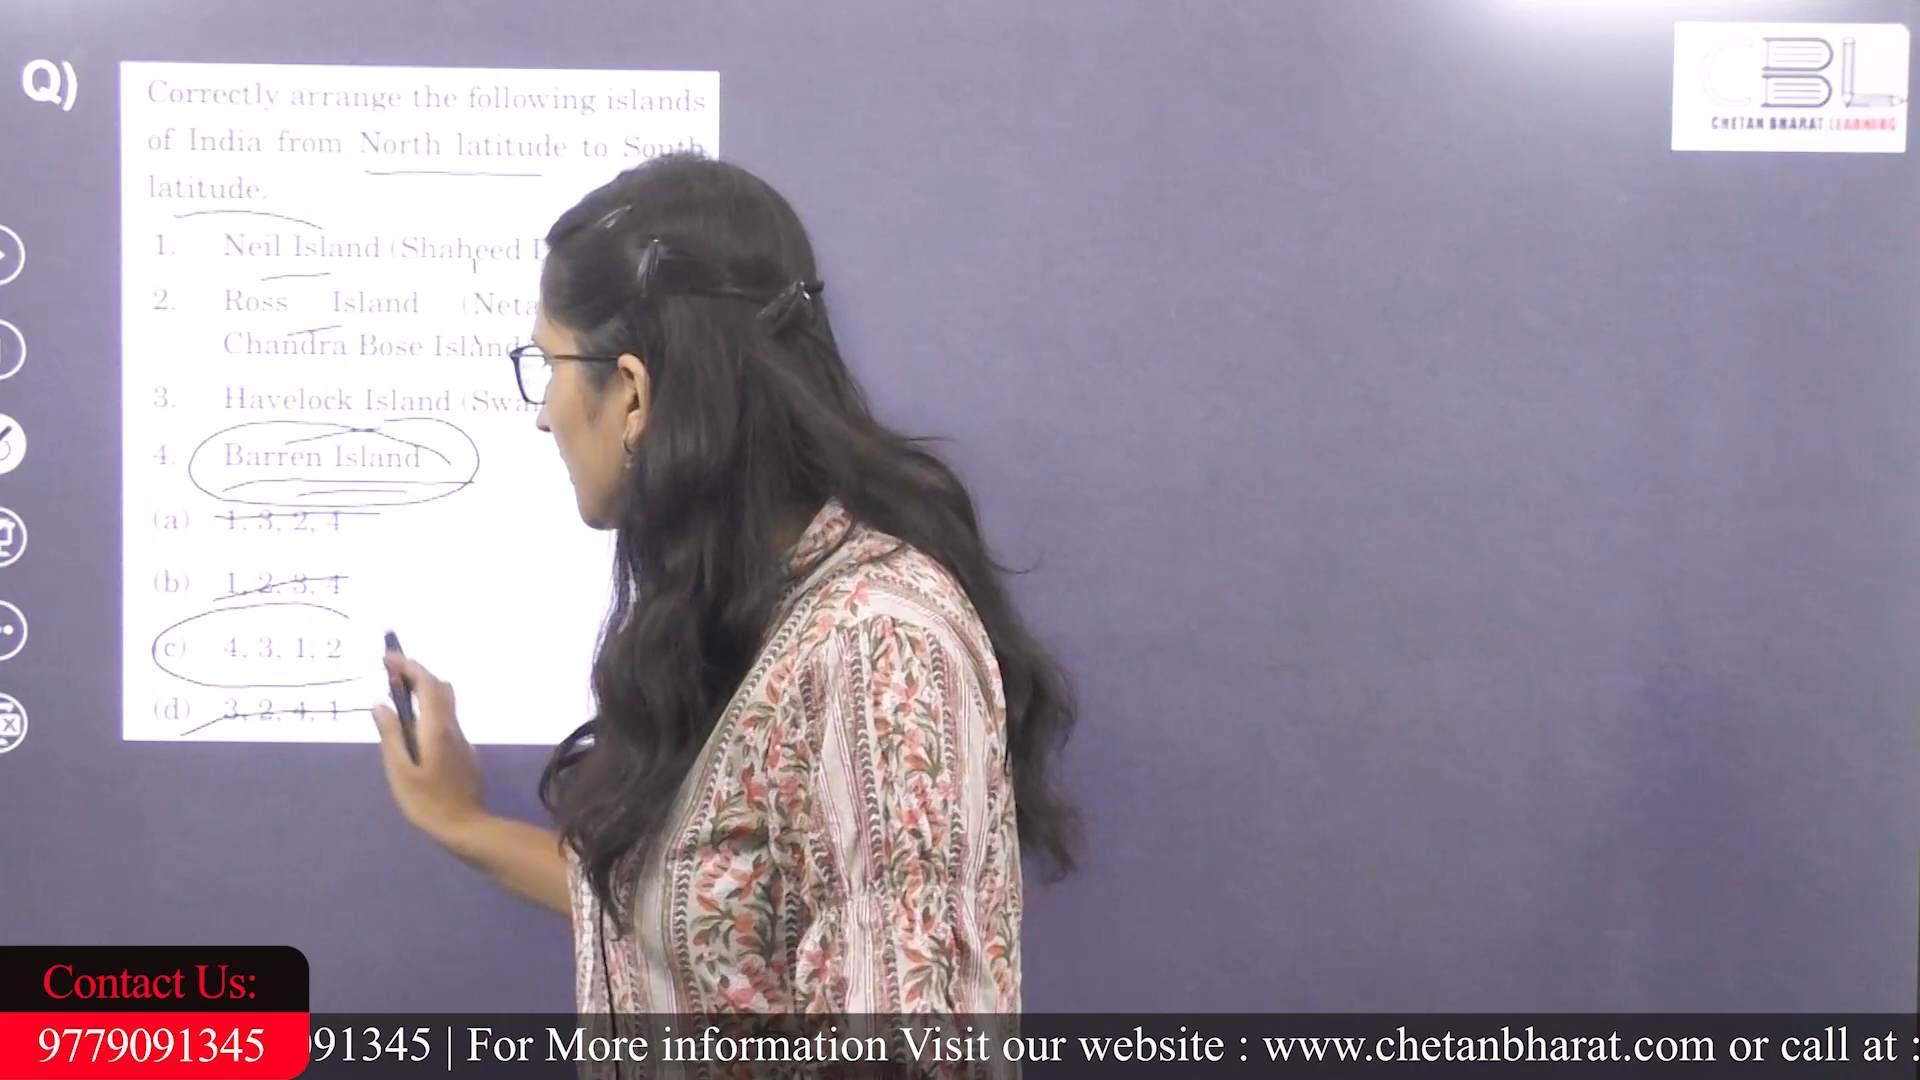 Q)
Correctly arrange the following islands
of India from North latitude to South
latitude.
1. Neil Island (Shaheed
2. Ross Island
Chandra Bose Island
3. Havelock Island
4. Barren Island
(a) 1, 3, 2, 4
(b) 1, 2, 3, 4
(c) 4, 3, 1, 2
(d) 3, 2, 4, 1
CBL
CHETAN BHARAT LEARNING
Contact Us:
9779091345
091345 | For More information Visit our website : www.chetanbharat.com or call at :